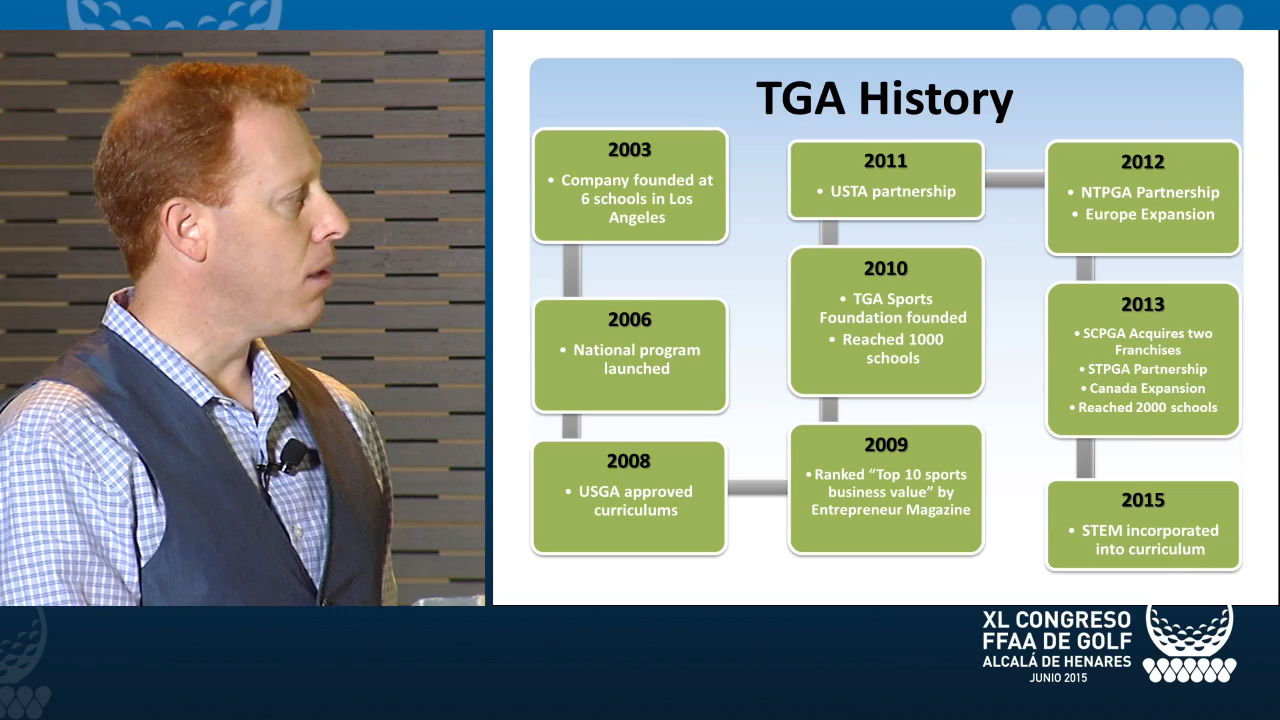 TGA History
2003
• Company founded at
6 schools in Los
Angeles
2006
• National program
launched
2008
• USGA approved
curriculums
2009
• Ranked “Top 10 sports
business value” by
Entrepreneur Magazine
2010
• TGA Sports
Foundation founded
• Reached 1000
schools
2011
• USTA partnership
2012
• NTPGA Partnership
• Europe Expansion
2013
• SCPGA Acquires two
Franchises
• STPGA Partnership
• Canada Expansion
• Reached 2000 schools
2015
• STEM incorporated
into curriculum
XL CONGRESO
FFAA DE GOLF
ALCALÁ DE HENARES
JUNIO 2015